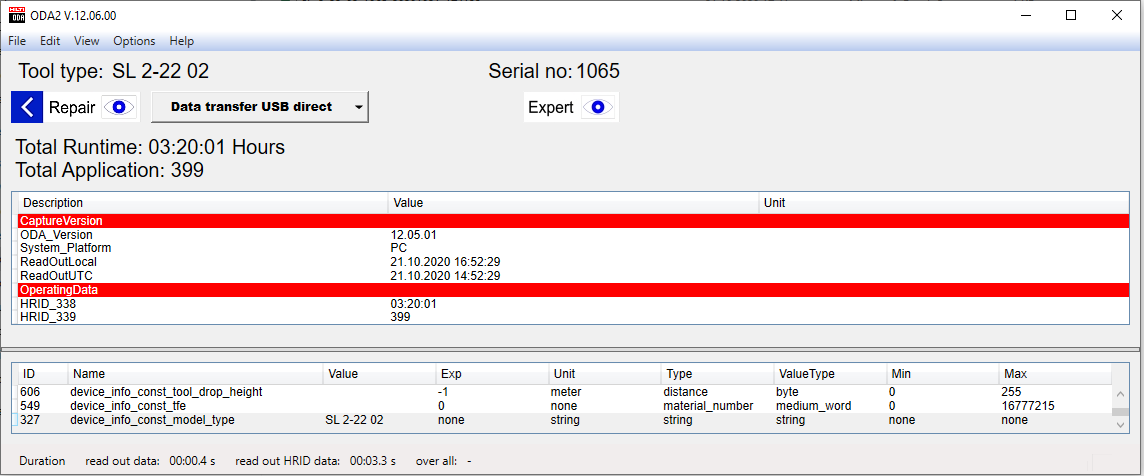 HILTI
ODA
ODA2 V.12.06.00
File Edit View Options Help
Tool type: SL 2-22 02 Serial no: 1065
Repair Data transfer USB direct Expert
Total Runtime: 03:20:01 Hours
Total Application: 399
Description Value Unit
CaptureVersion
ODA_Version 12.05.01
System_Platform PC
ReadOutLocal 21.10.2020 16:52:29
ReadOutUTC 21.10.2020 14:52:29
OperatingData
HRID_338 03:20:01
HRID_339 399
ID Name Value Exp Unit Type ValueType Min Max
606 device_info_const_tool_drop_height -1 meter distance byte 0 255
549 device_info_const_tfe 0 none material_number medium_word 0 16777215
327 device_info_const_model_type SL 2-22 02 none string string string none none
Duration read out data: 00:00.4 s read out HRID data: 00:03.3 s over all: -